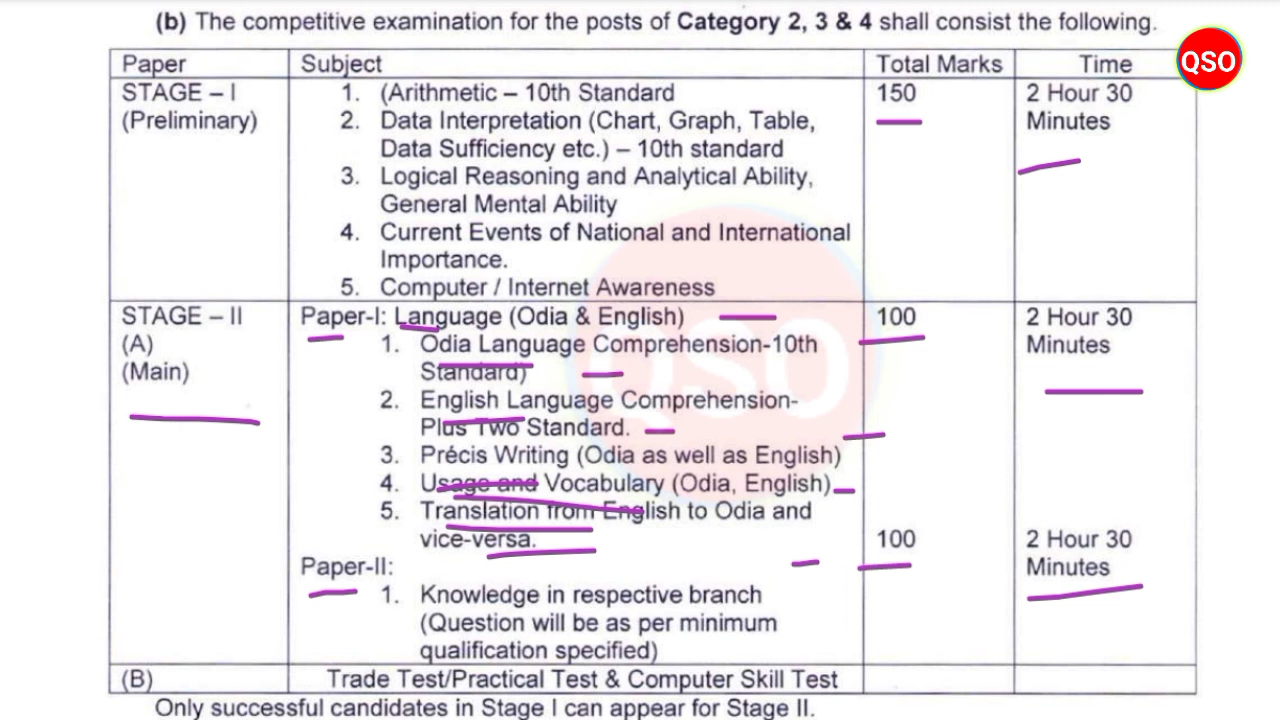 (b) The competitive examination for the posts of Category 2, 3 & 4 shall consist the following.
QSO
Paper Subject Total Marks Time
STAGE – I 1. (Arithmetic – 10th Standard 150 2 Hour 30
(Preliminary) 2. Data Interpretation (Chart, Graph, Table, Minutes
Data Sufficiency etc.) – 10th standard
3. Logical Reasoning and Analytical Ability,
General Mental Ability
4. Current Events of National and International
Importance.
5. Computer / Internet Awareness
STAGE – II Paper-I: Language (Odia & English) 100 2 Hour 30
(A) 1. Odia Language Comprehension-10th Minutes
(Main) Standard)
2. English Language Comprehension-
Plus Two Standard.
3. Précis Writing (Odia as well as English)
4. Usage and Vocabulary (Odia, English)
5. Translation from English to Odia and
vice-versa. 100 2 Hour 30
Paper-II: Minutes
1. Knowledge in respective branch
(Question will be as per minimum
qualification specified)
(B) Trade Test/Practical Test & Computer Skill Test
Only successful candidates in Stage I can appear for Stage II.
QSO